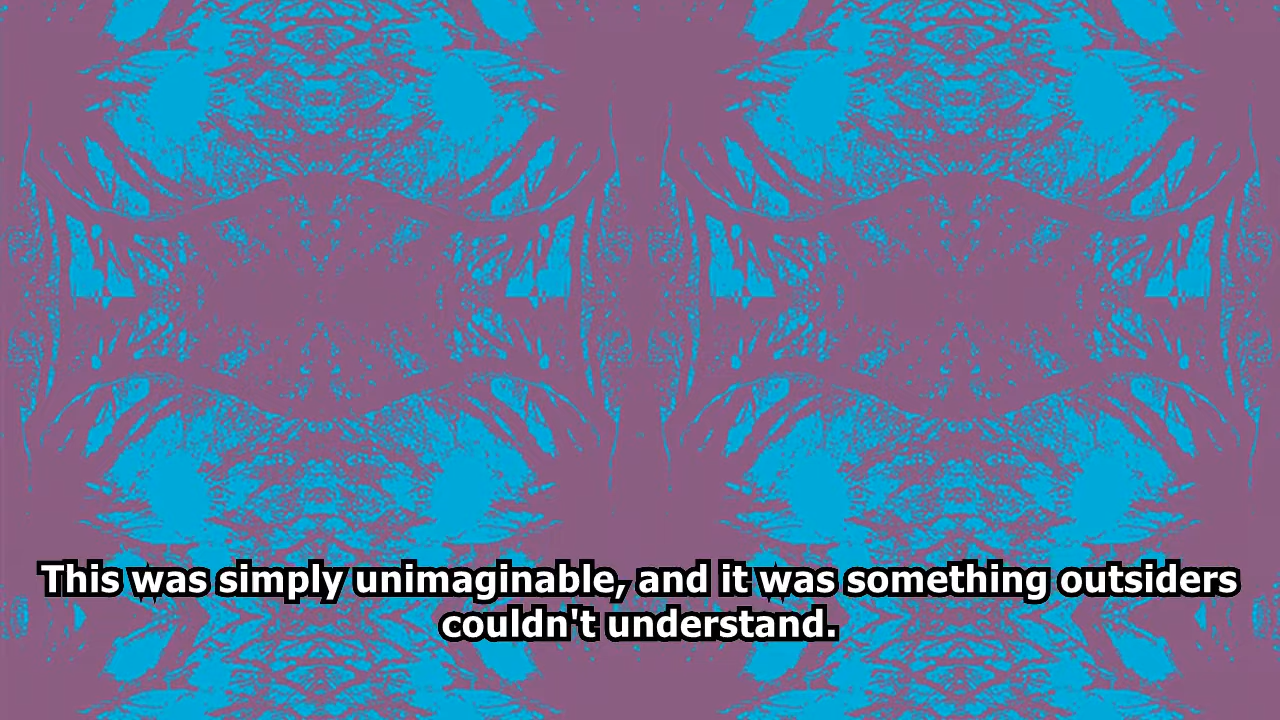 This was simply unimaginable, and it was something outsiders
couldn't understand.